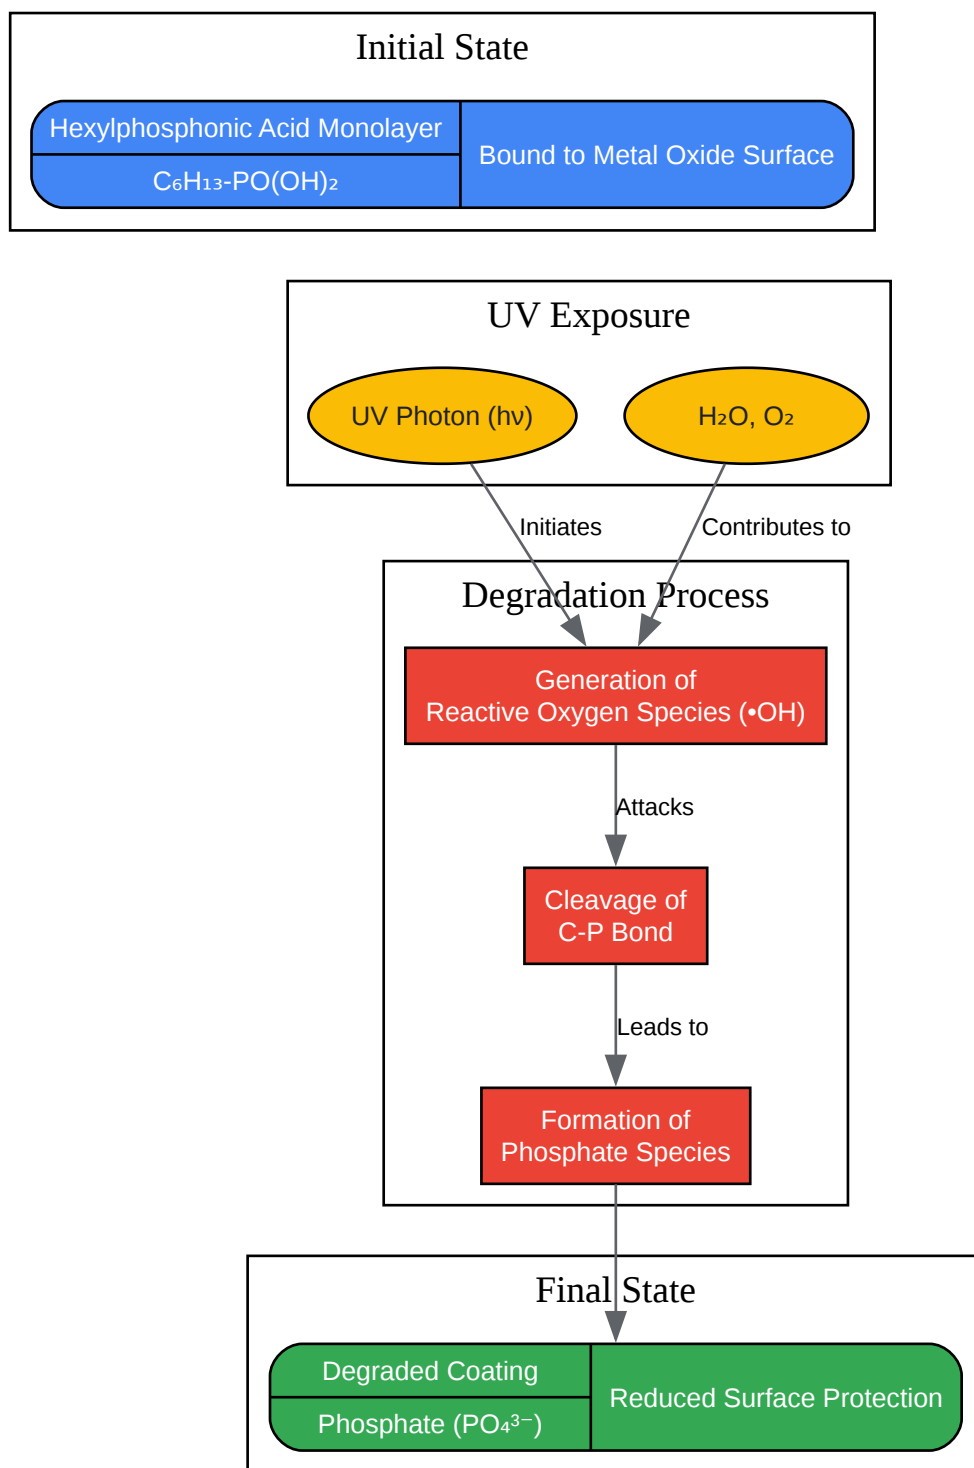 Initial State
Hexylphosphonic Acid Monolayer
C₆H₁₃-PO(OH)₂
Bound to Metal Oxide Surface
UV Exposure
UV Photon (hν)
H₂O, O₂
Initiates
Contributes to
Degradation Process
Generation of
Reactive Oxygen Species (•OH)
Attacks
Cleavage of
C-P Bond
Leads to
Formation of
Phosphate Species
Final State
Degraded Coating
Phosphate (PO₄³⁻)
Reduced Surface Protection